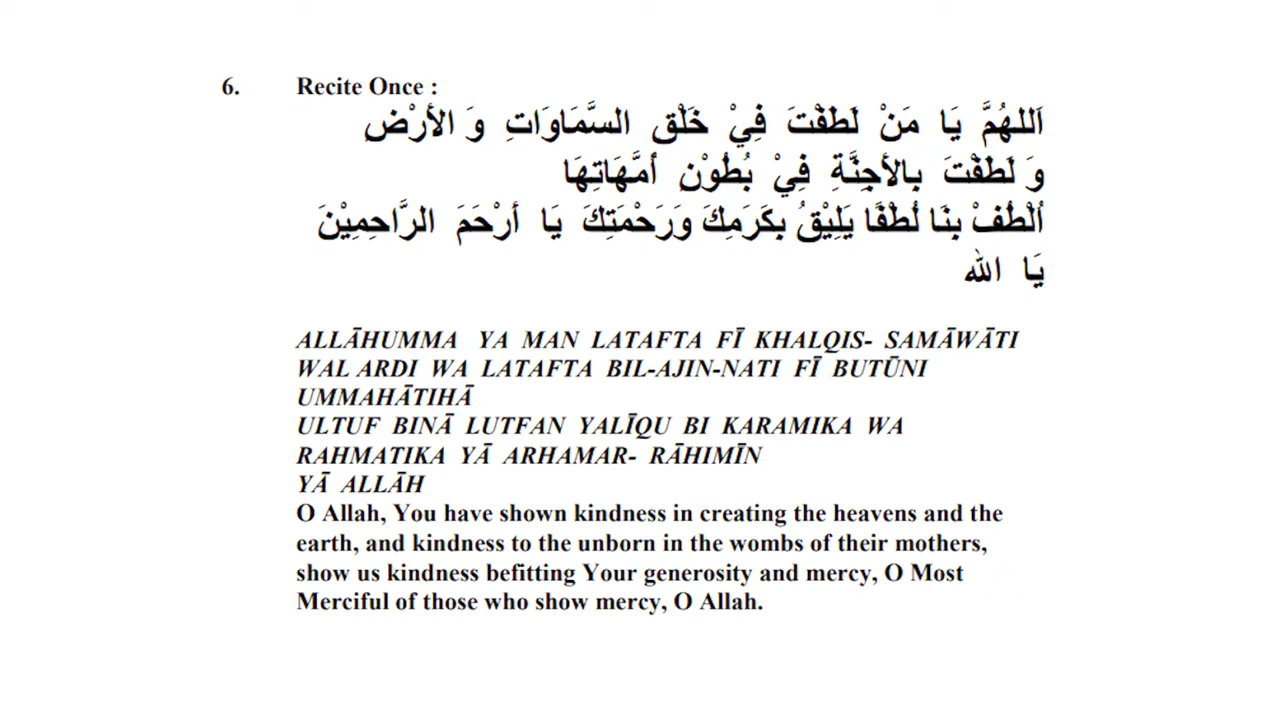 6. Recite Once :
اَللهُمَّ يَا مَنْ لَطَفْتَ فِيْ خَلْقِ السَّمَاوَاتِ وَ الأَرْضِ
وَ لَطَفْتَ بِالأَجِنَّةِ فِيْ بُطُوْنِ أُمَّهَاتِهَا
اُلْطُفْ بِنَا لُطْفًا يَلِيْقُ بِكَرَمِكَ وَرَحْمَتِكَ يَا أَرْحَمَ الرَّاحِمِيْنَ
يَا الله
ALLĀHUMMA YA MAN LATAFTA FĪ KHALQIS- SAMĀWĀTI
WAL ARDI WA LATAFTA BIL-AJIN-NATI FĪ BUTŪNI
UMMAHĀTIHĀ
ULTUF BINĀ LUTFAN YALĪQU BI KARAMIKA WA
RAHMATIKA YĀ ARHAMAR- RĀHIMĪN
YĀ ALLĀH
O Allah, You have shown kindness in creating the heavens and the
earth, and kindness to the unborn in the wombs of their mothers,
show us kindness befitting Your generosity and mercy, O Most
Merciful of those who show mercy, O Allah.